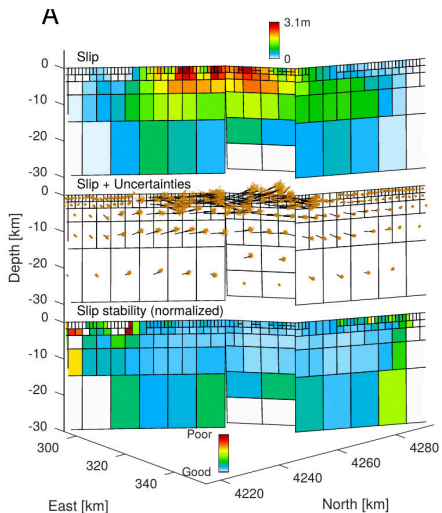 A
3.1m
0
Slip
0
-10
-20
-30
Slip + Uncertainties
0
-10
-20
-30
Depth [km]
Slip stability (normalized)
0
-10
-20
-30
Poor
Good
300
320
340
East [km]
4220
4240
4260
4280
North [km]